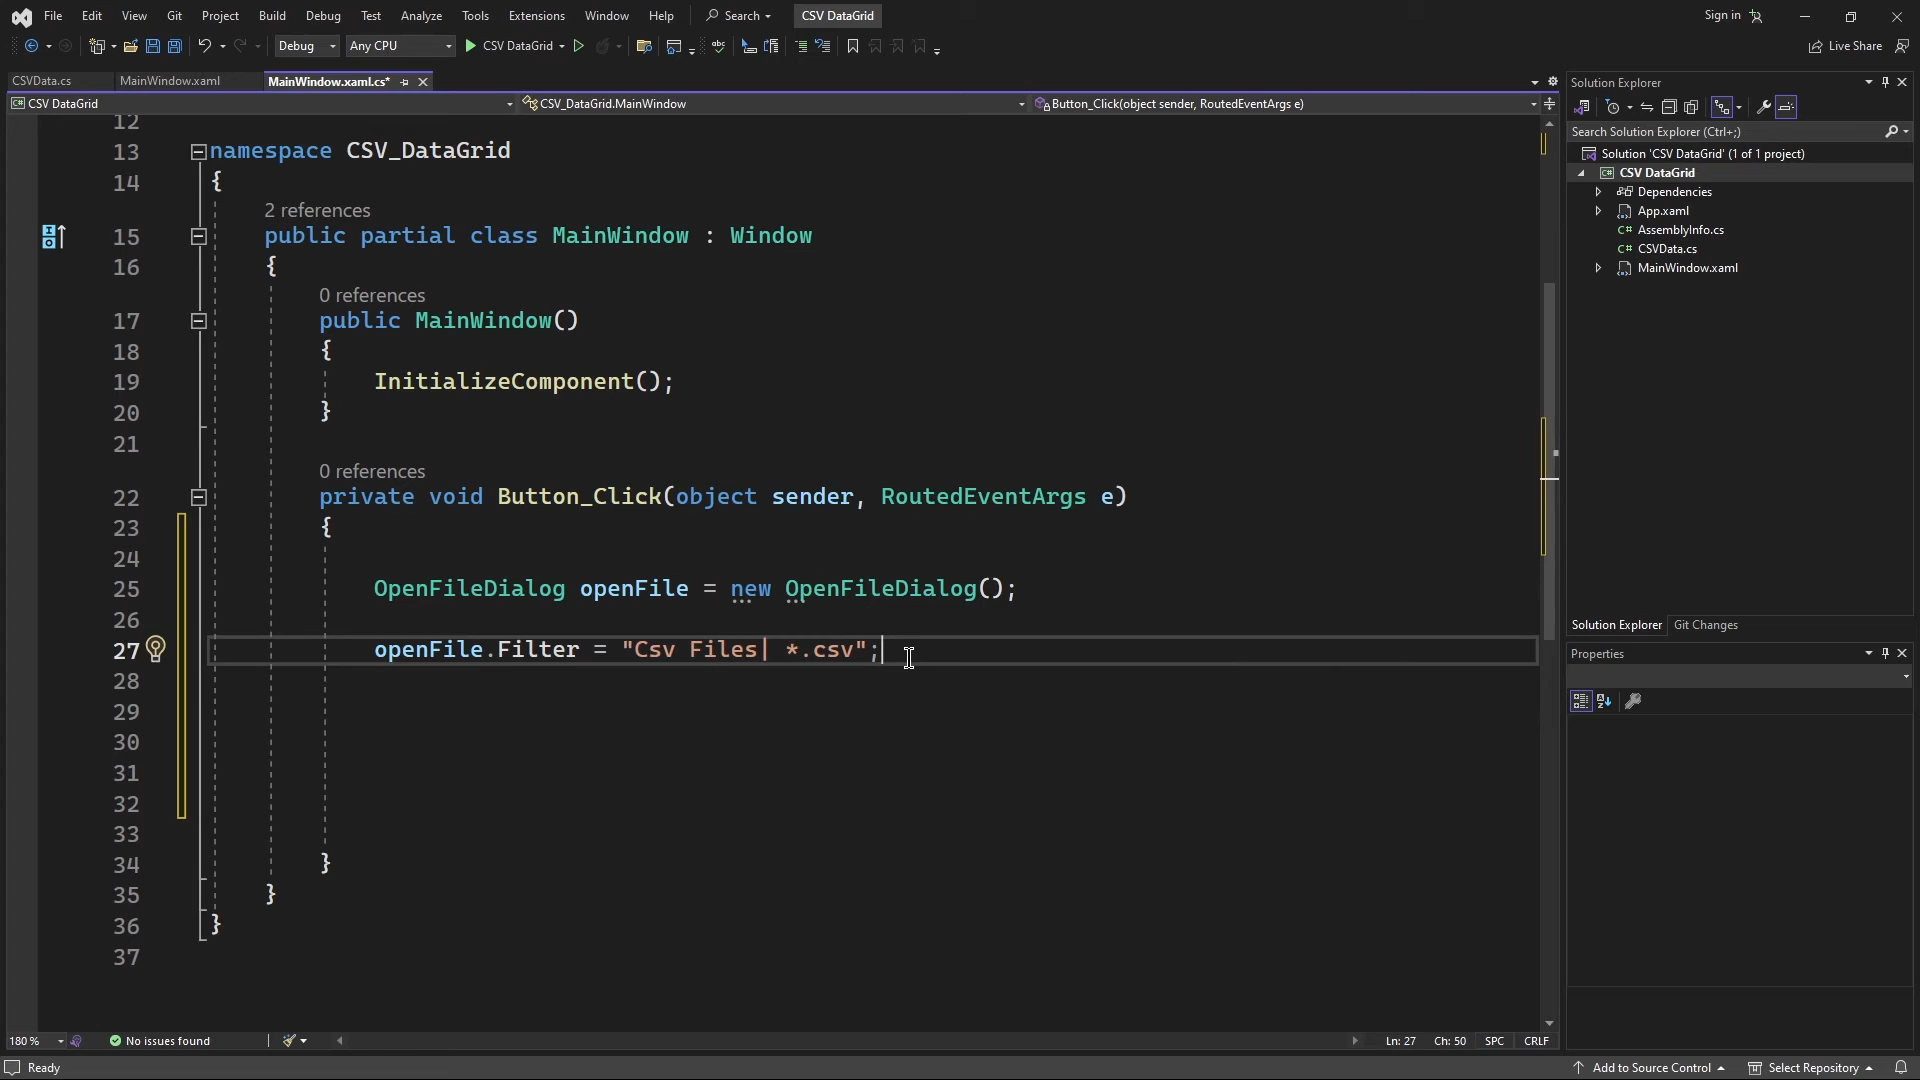 File Edit View Git Project Build Debug Test Analyze Tools Extensions Window Help Search CSV DataGrid Sign in
Debug Any CPU CSV DataGrid Live Share
CSVData.cs MainWindow.xaml MainWindow.xaml.cs*
CSV DataGrid CSV_DataGrid.MainWindow Button_Click(object sender, RoutedEventArgs e)
12
13 namespace CSV_DataGrid
14 {
2 references
15 public partial class MainWindow : Window
16 {
0 references
17 public MainWindow()
18 {
19 InitializeComponent();
20 }
21
0 references
22 private void Button_Click(object sender, RoutedEventArgs e)
23 {
24
25 OpenFileDialog openFile = new OpenFileDialog();
26
27 openFile.Filter = "Csv Files| *.csv";
28
29
30
31
32
33
34 }
35 }
36 }
37
180 % No issues found Ln: 27 Ch: 50 SPC CRLF
Solution Explorer
Search Solution Explorer (Ctrl+;)
Solution 'CSV DataGrid' (1 of 1 project)
CSV DataGrid
Dependencies
App.xaml
C# AssemblyInfo.cs
C# CSVData.cs
MainWindow.xaml
Solution Explorer Git Changes
Properties
Ready Add to Source Control Select Repository